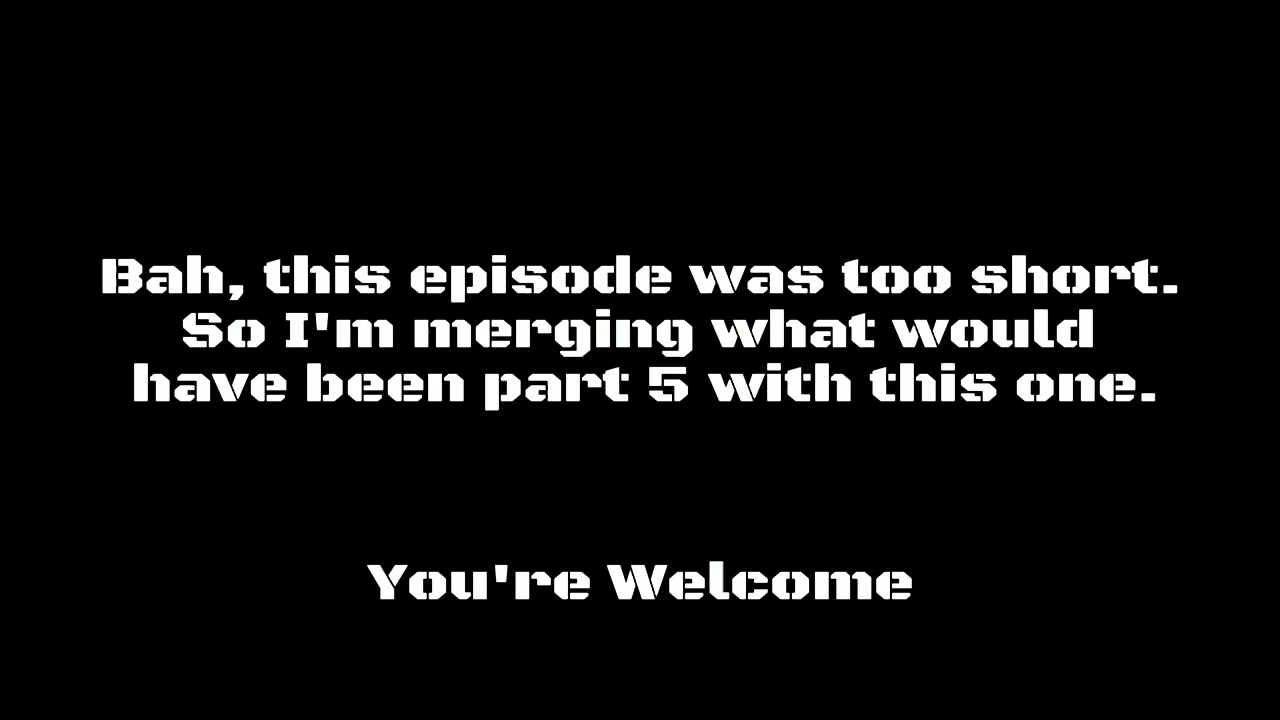 Bah, this episode was too short.
So I'm merging what would
have been part 5 with this one.
You're Welcome